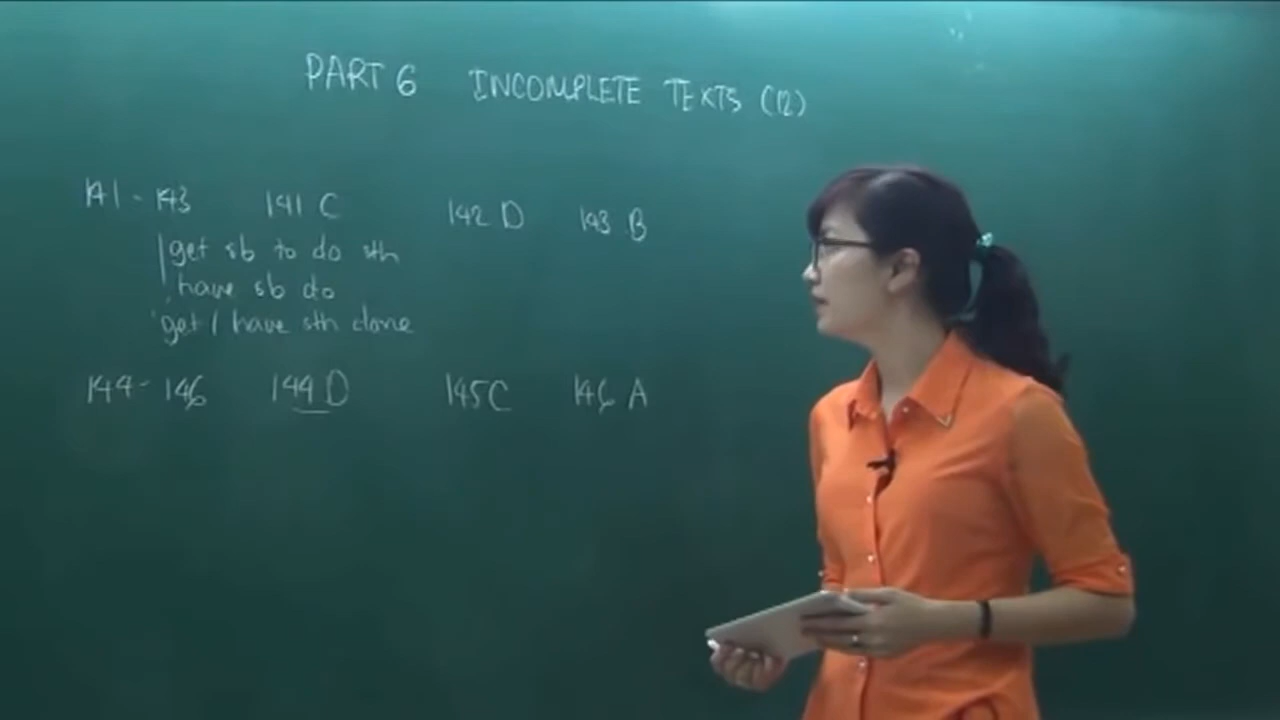 PART 6 INCOMPLETE TEXTS (12)
141 - 143 141 C 142 D 143 B
get sb to do sth
have sb do
get / have sth done
144 - 146 144 D 145 C 146 A